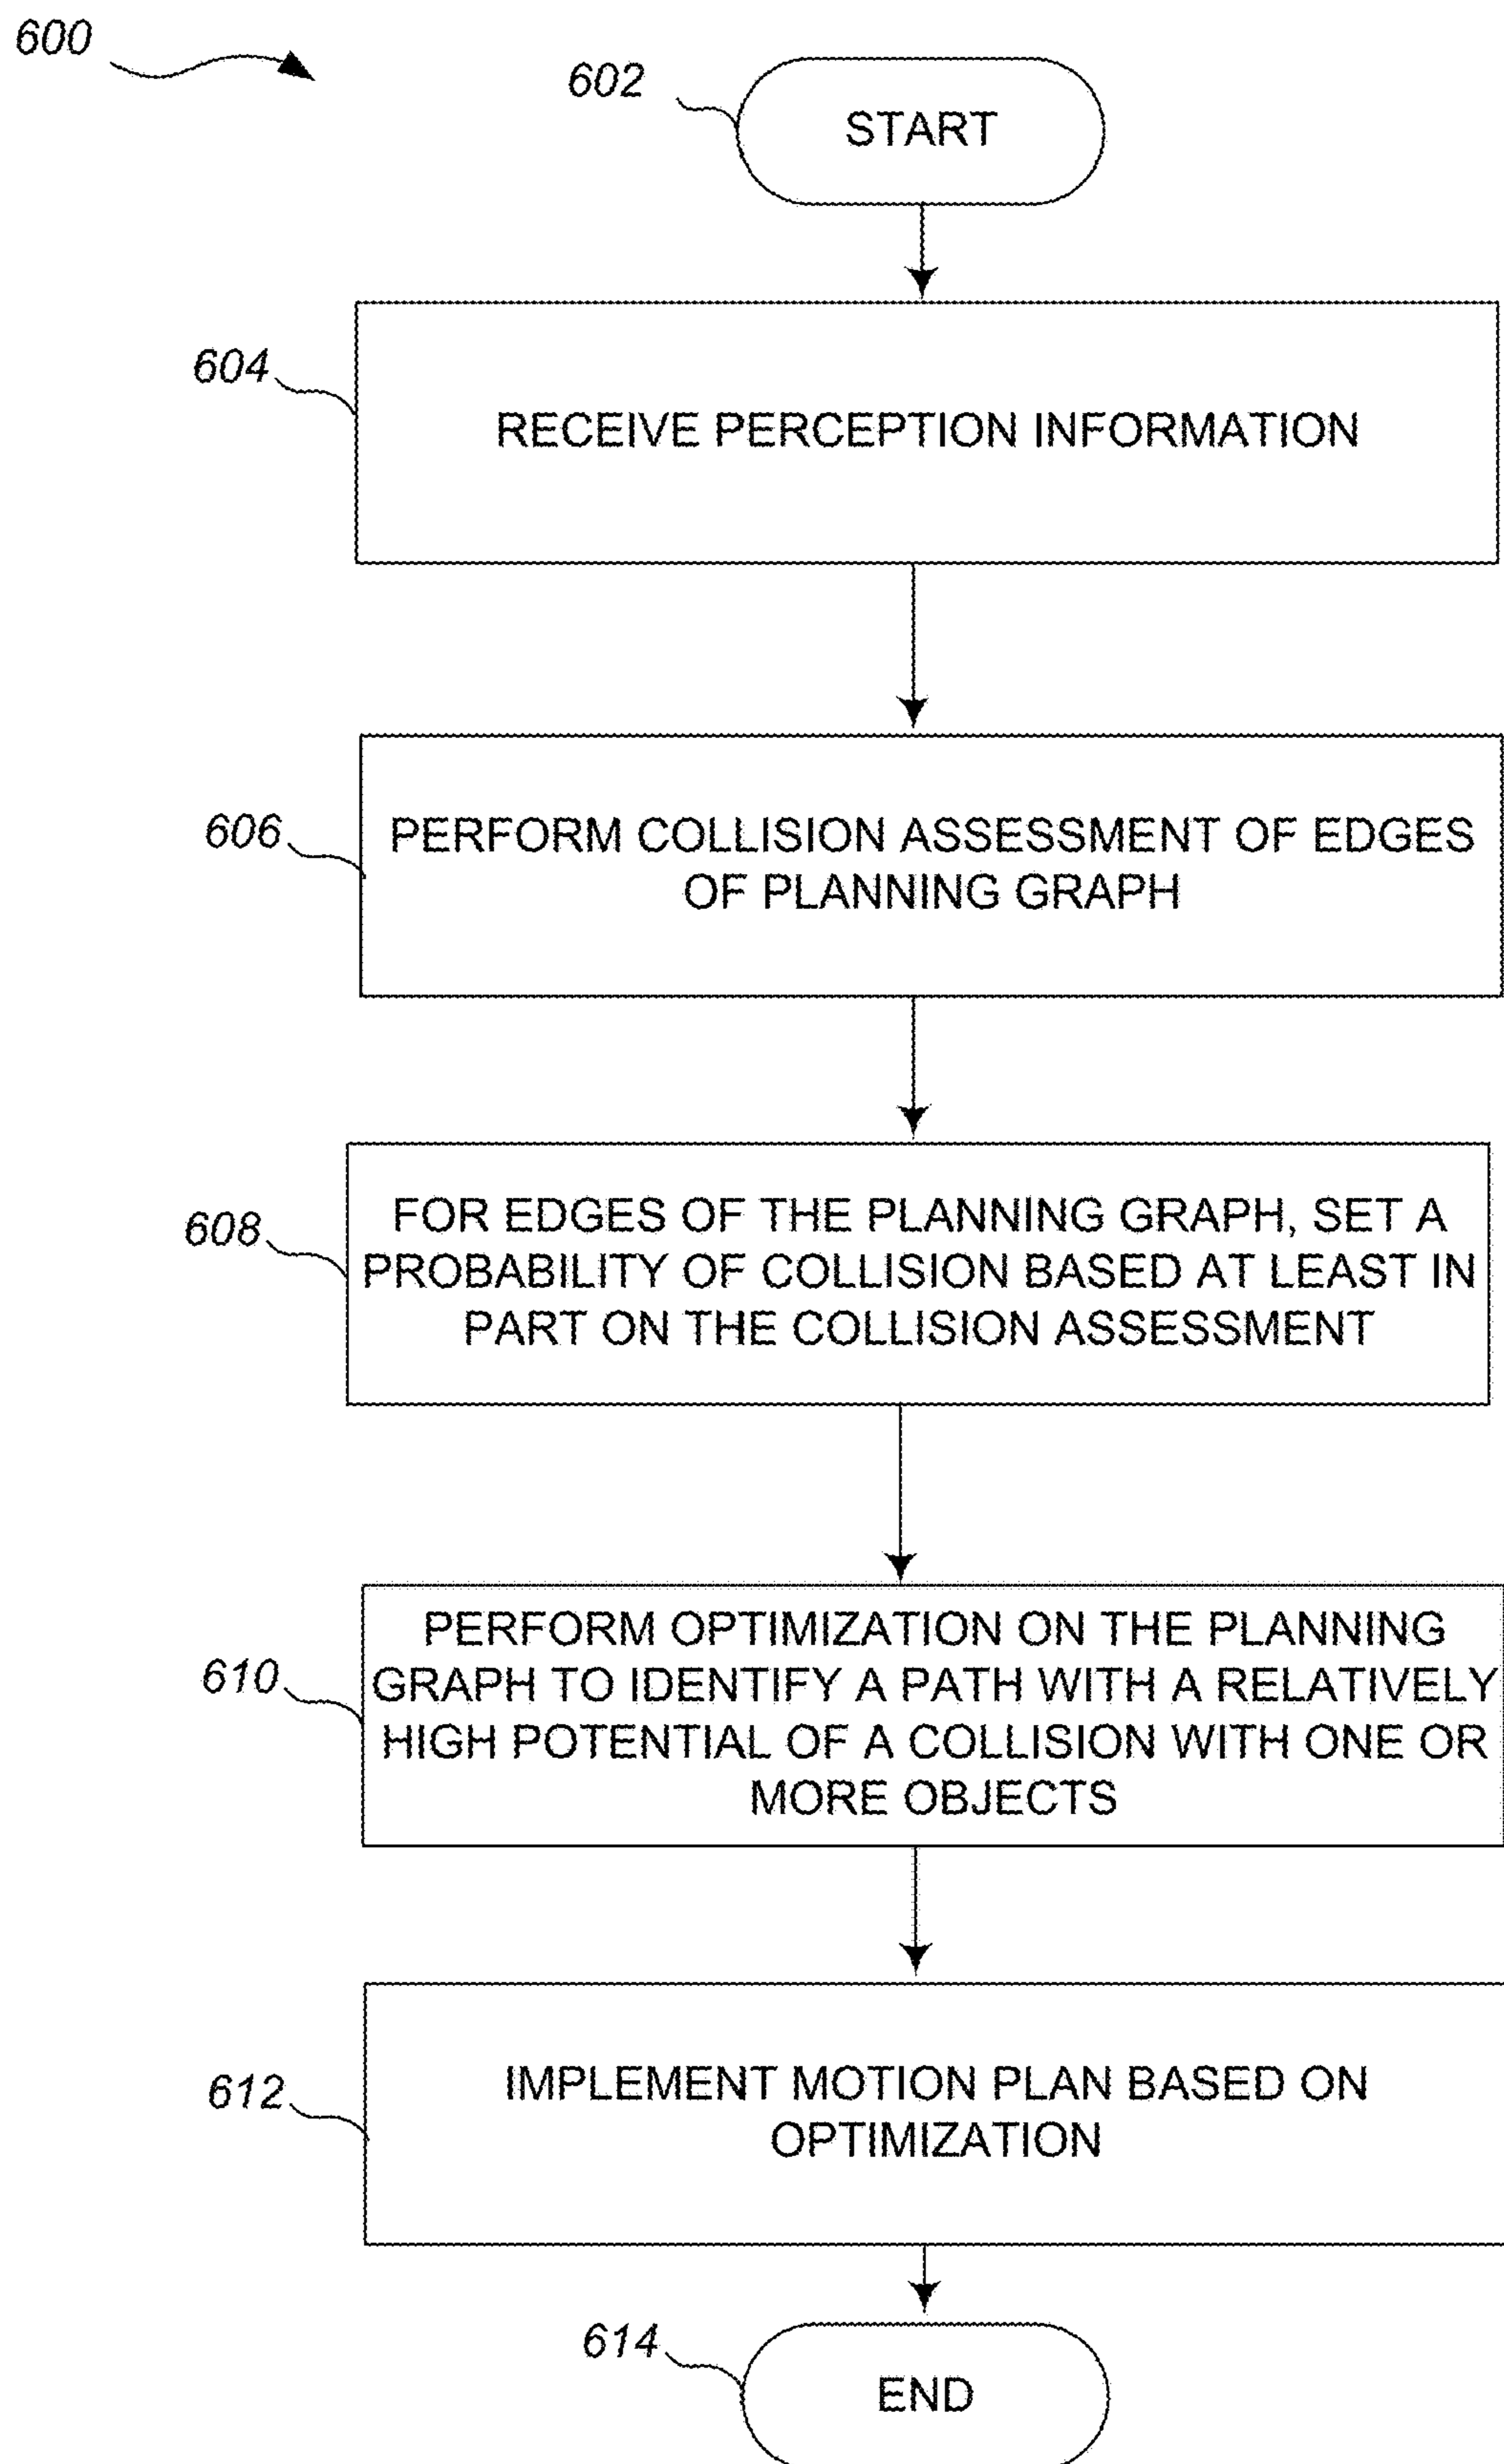 600
602
START
604
RECEIVE PERCEPTION INFORMATION
606
PERFORM COLLISION ASSESSMENT OF EDGES
OF PLANNING GRAPH
608
FOR EDGES OF THE PLANNING GRAPH, SET A
PROBABILITY OF COLLISION BASED AT LEAST IN
PART ON THE COLLISION ASSESSMENT
610
PERFORM OPTIMIZATION ON THE PLANNING
GRAPH TO IDENTIFY A PATH WITH A RELATIVELY
HIGH POTENTIAL OF A COLLISION WITH ONE OR
MORE OBJECTS
612
IMPLEMENT MOTION PLAN BASED ON
OPTIMIZATION
614
END